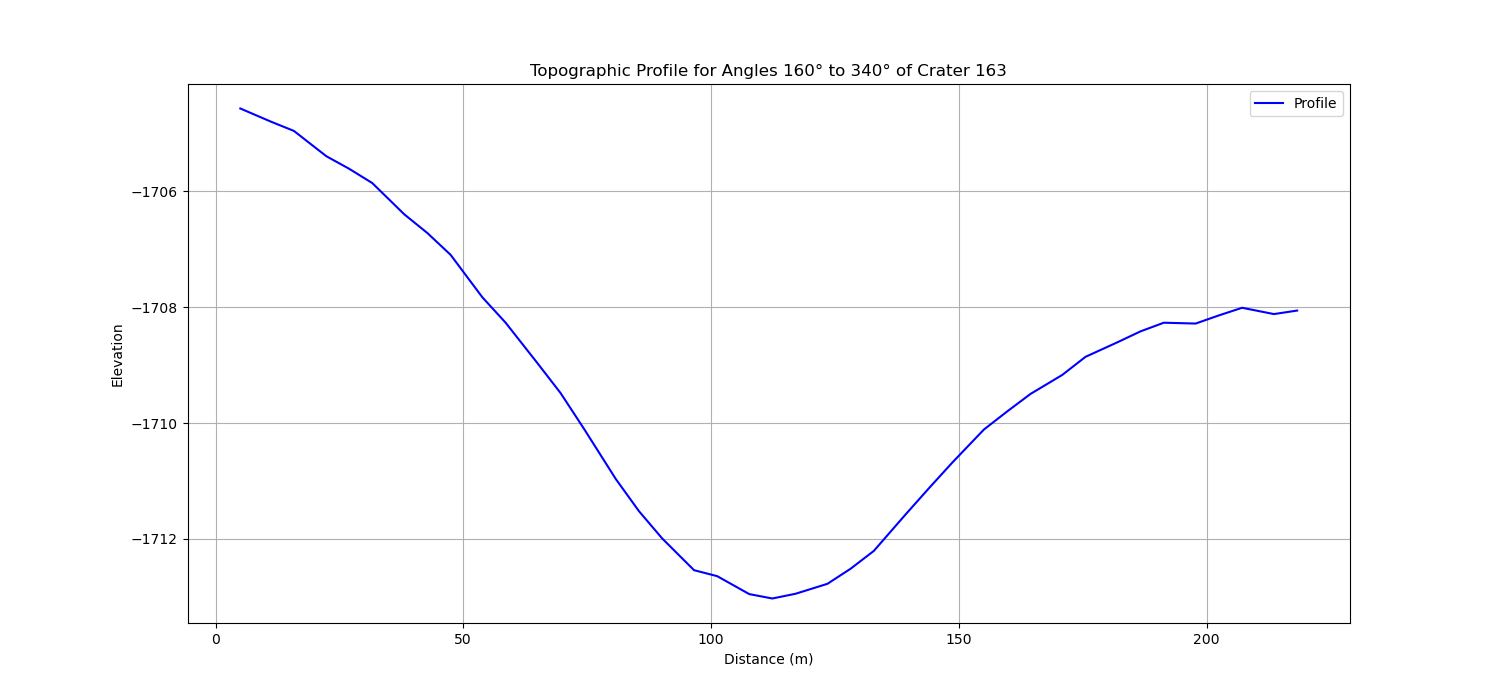 Topographic Profile for Angles 160° to 340° of Crater 163
Profile
−1706
−1708
−1710
−1712
Elevation
0
50
100
150
200
Distance (m)